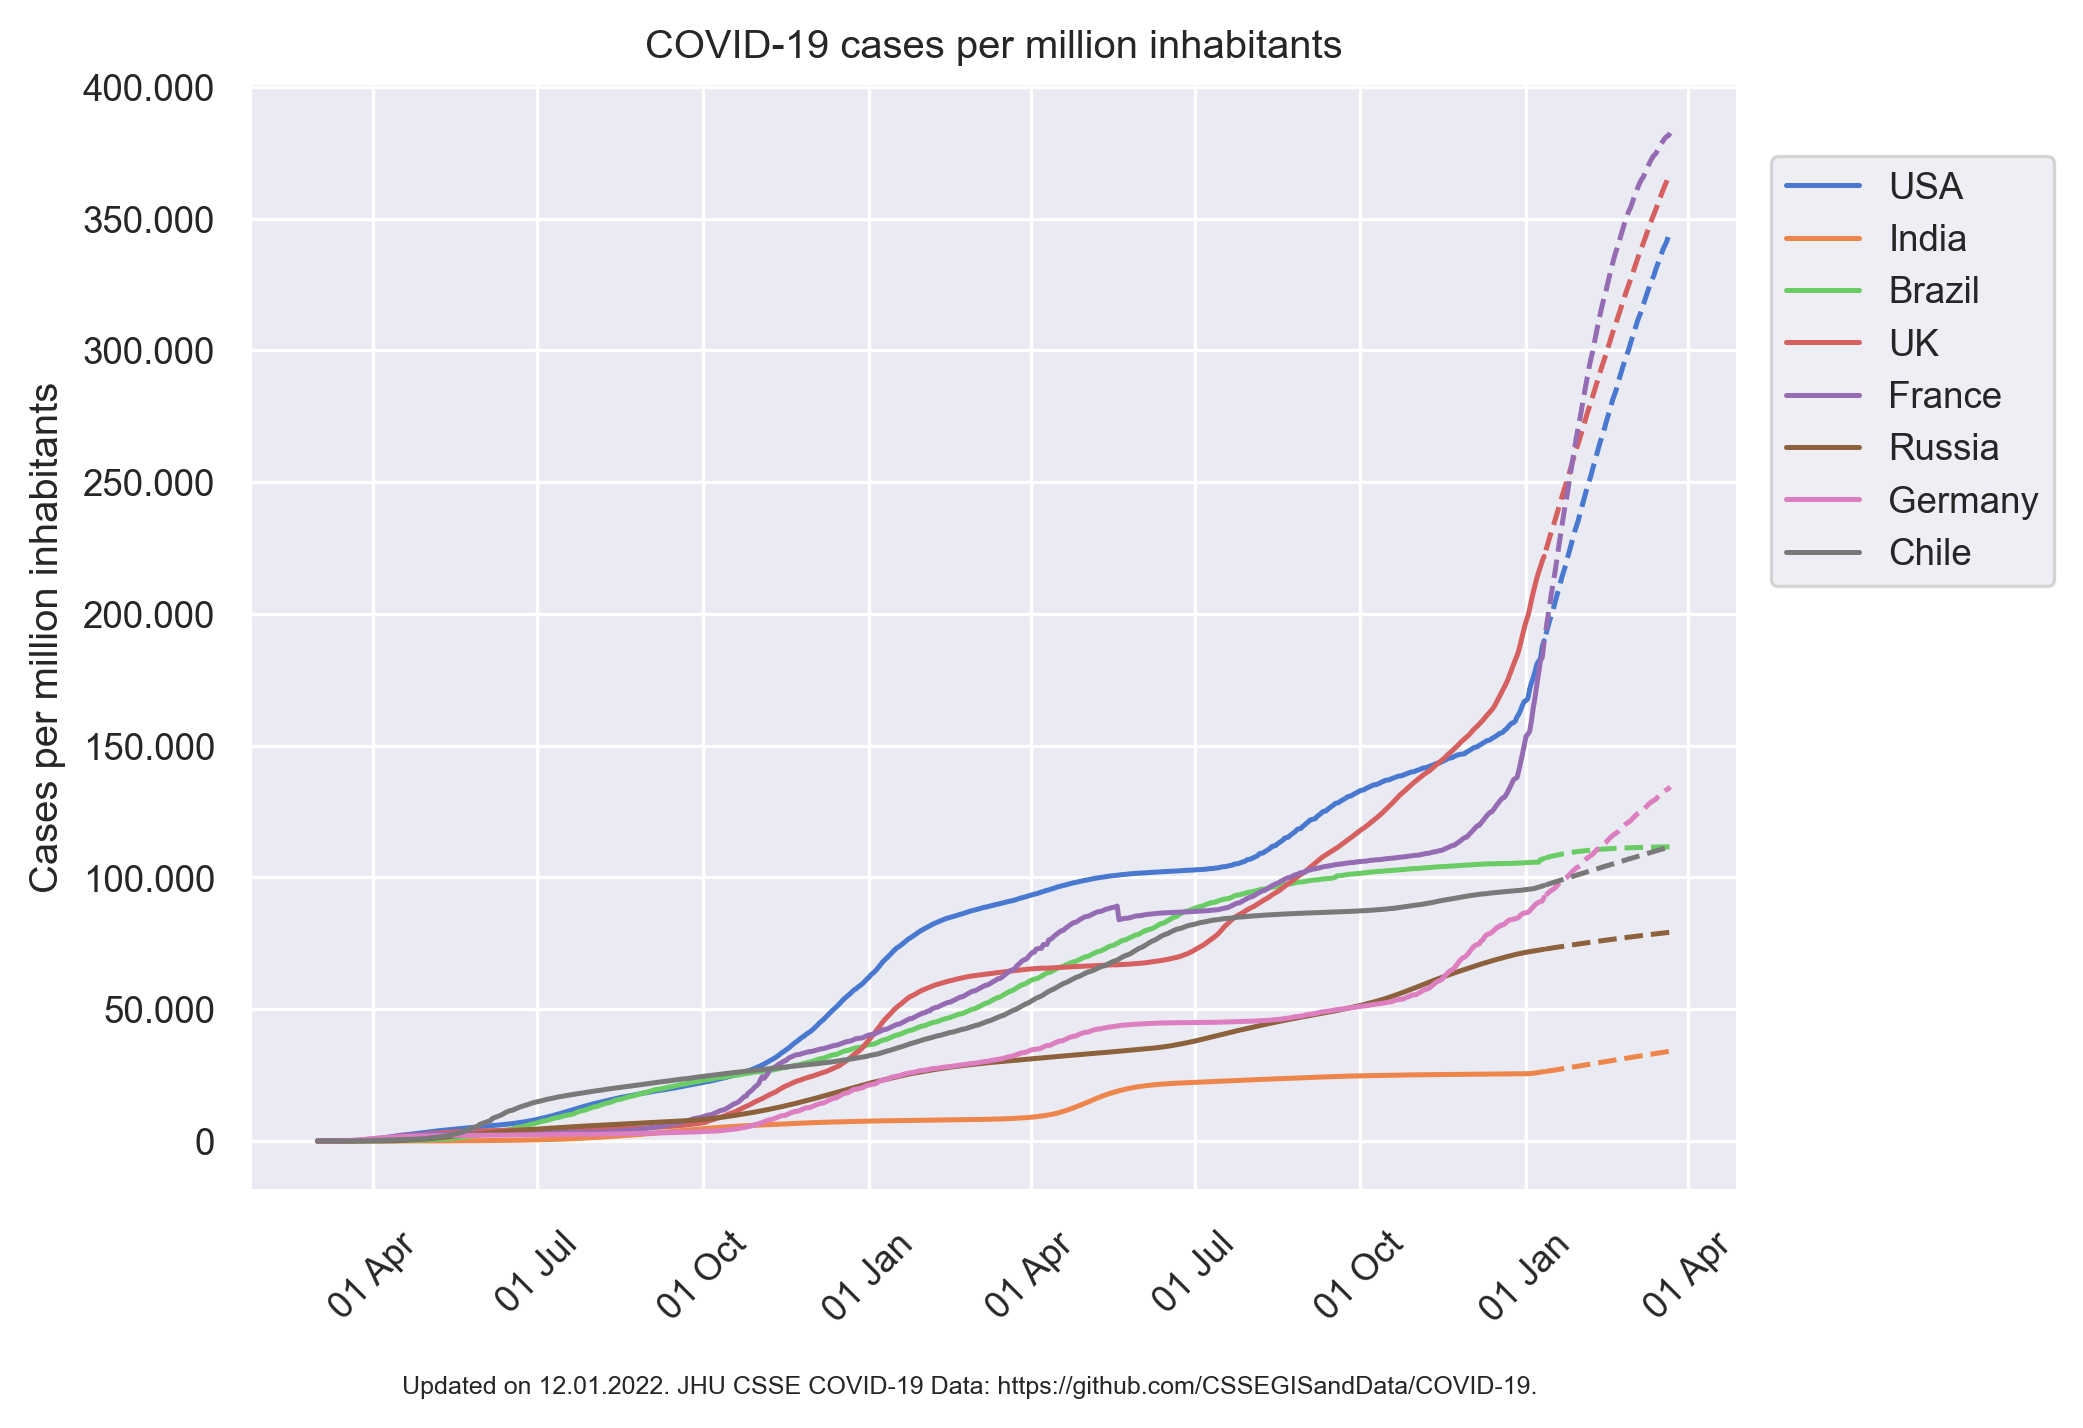 COVID-19 cases per million inhabitants
400.000
350.000
300.000
250.000
200.000
150.000
100.000
50.000
0
Cases per million inhabitants
USA
India
Brazil
UK
France
Russia
Germany
Chile
01 Apr
01 Jul
01 Oct
01 Jan
01 Apr
01 Jul
01 Oct
01 Jan
01 Apr
Updated on 12.01.2022. JHU CSSE COVID-19 Data: https://github.com/CSSEGISandData/COVID-19.